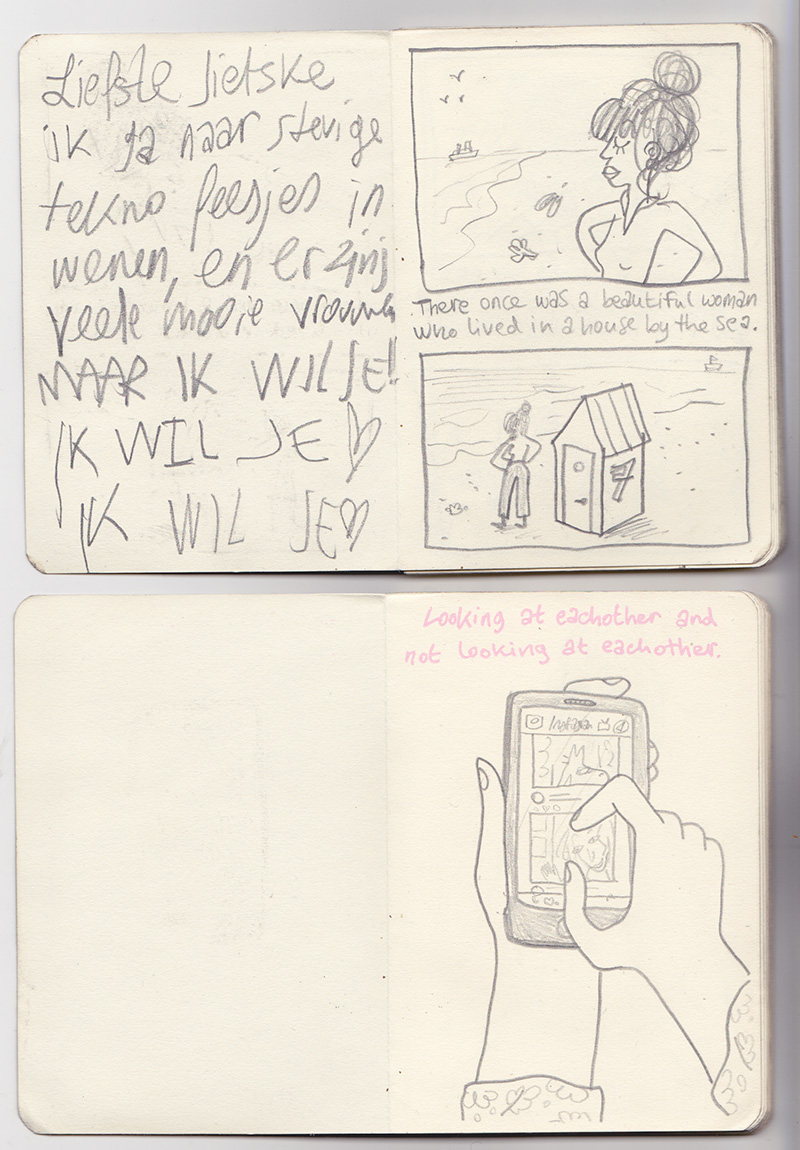 Liefste Jietske
ik ga naar stevige
tekno feesjes in
wenen, en er zijn
veele mooie vrouwen
MAAR IK WIL JE!!
IK WIL JE ♡
IK WIL JE ♡
There once was a beautiful woman
who lived in a house by the sea.
Looking at eachother and
not looking at eachother.